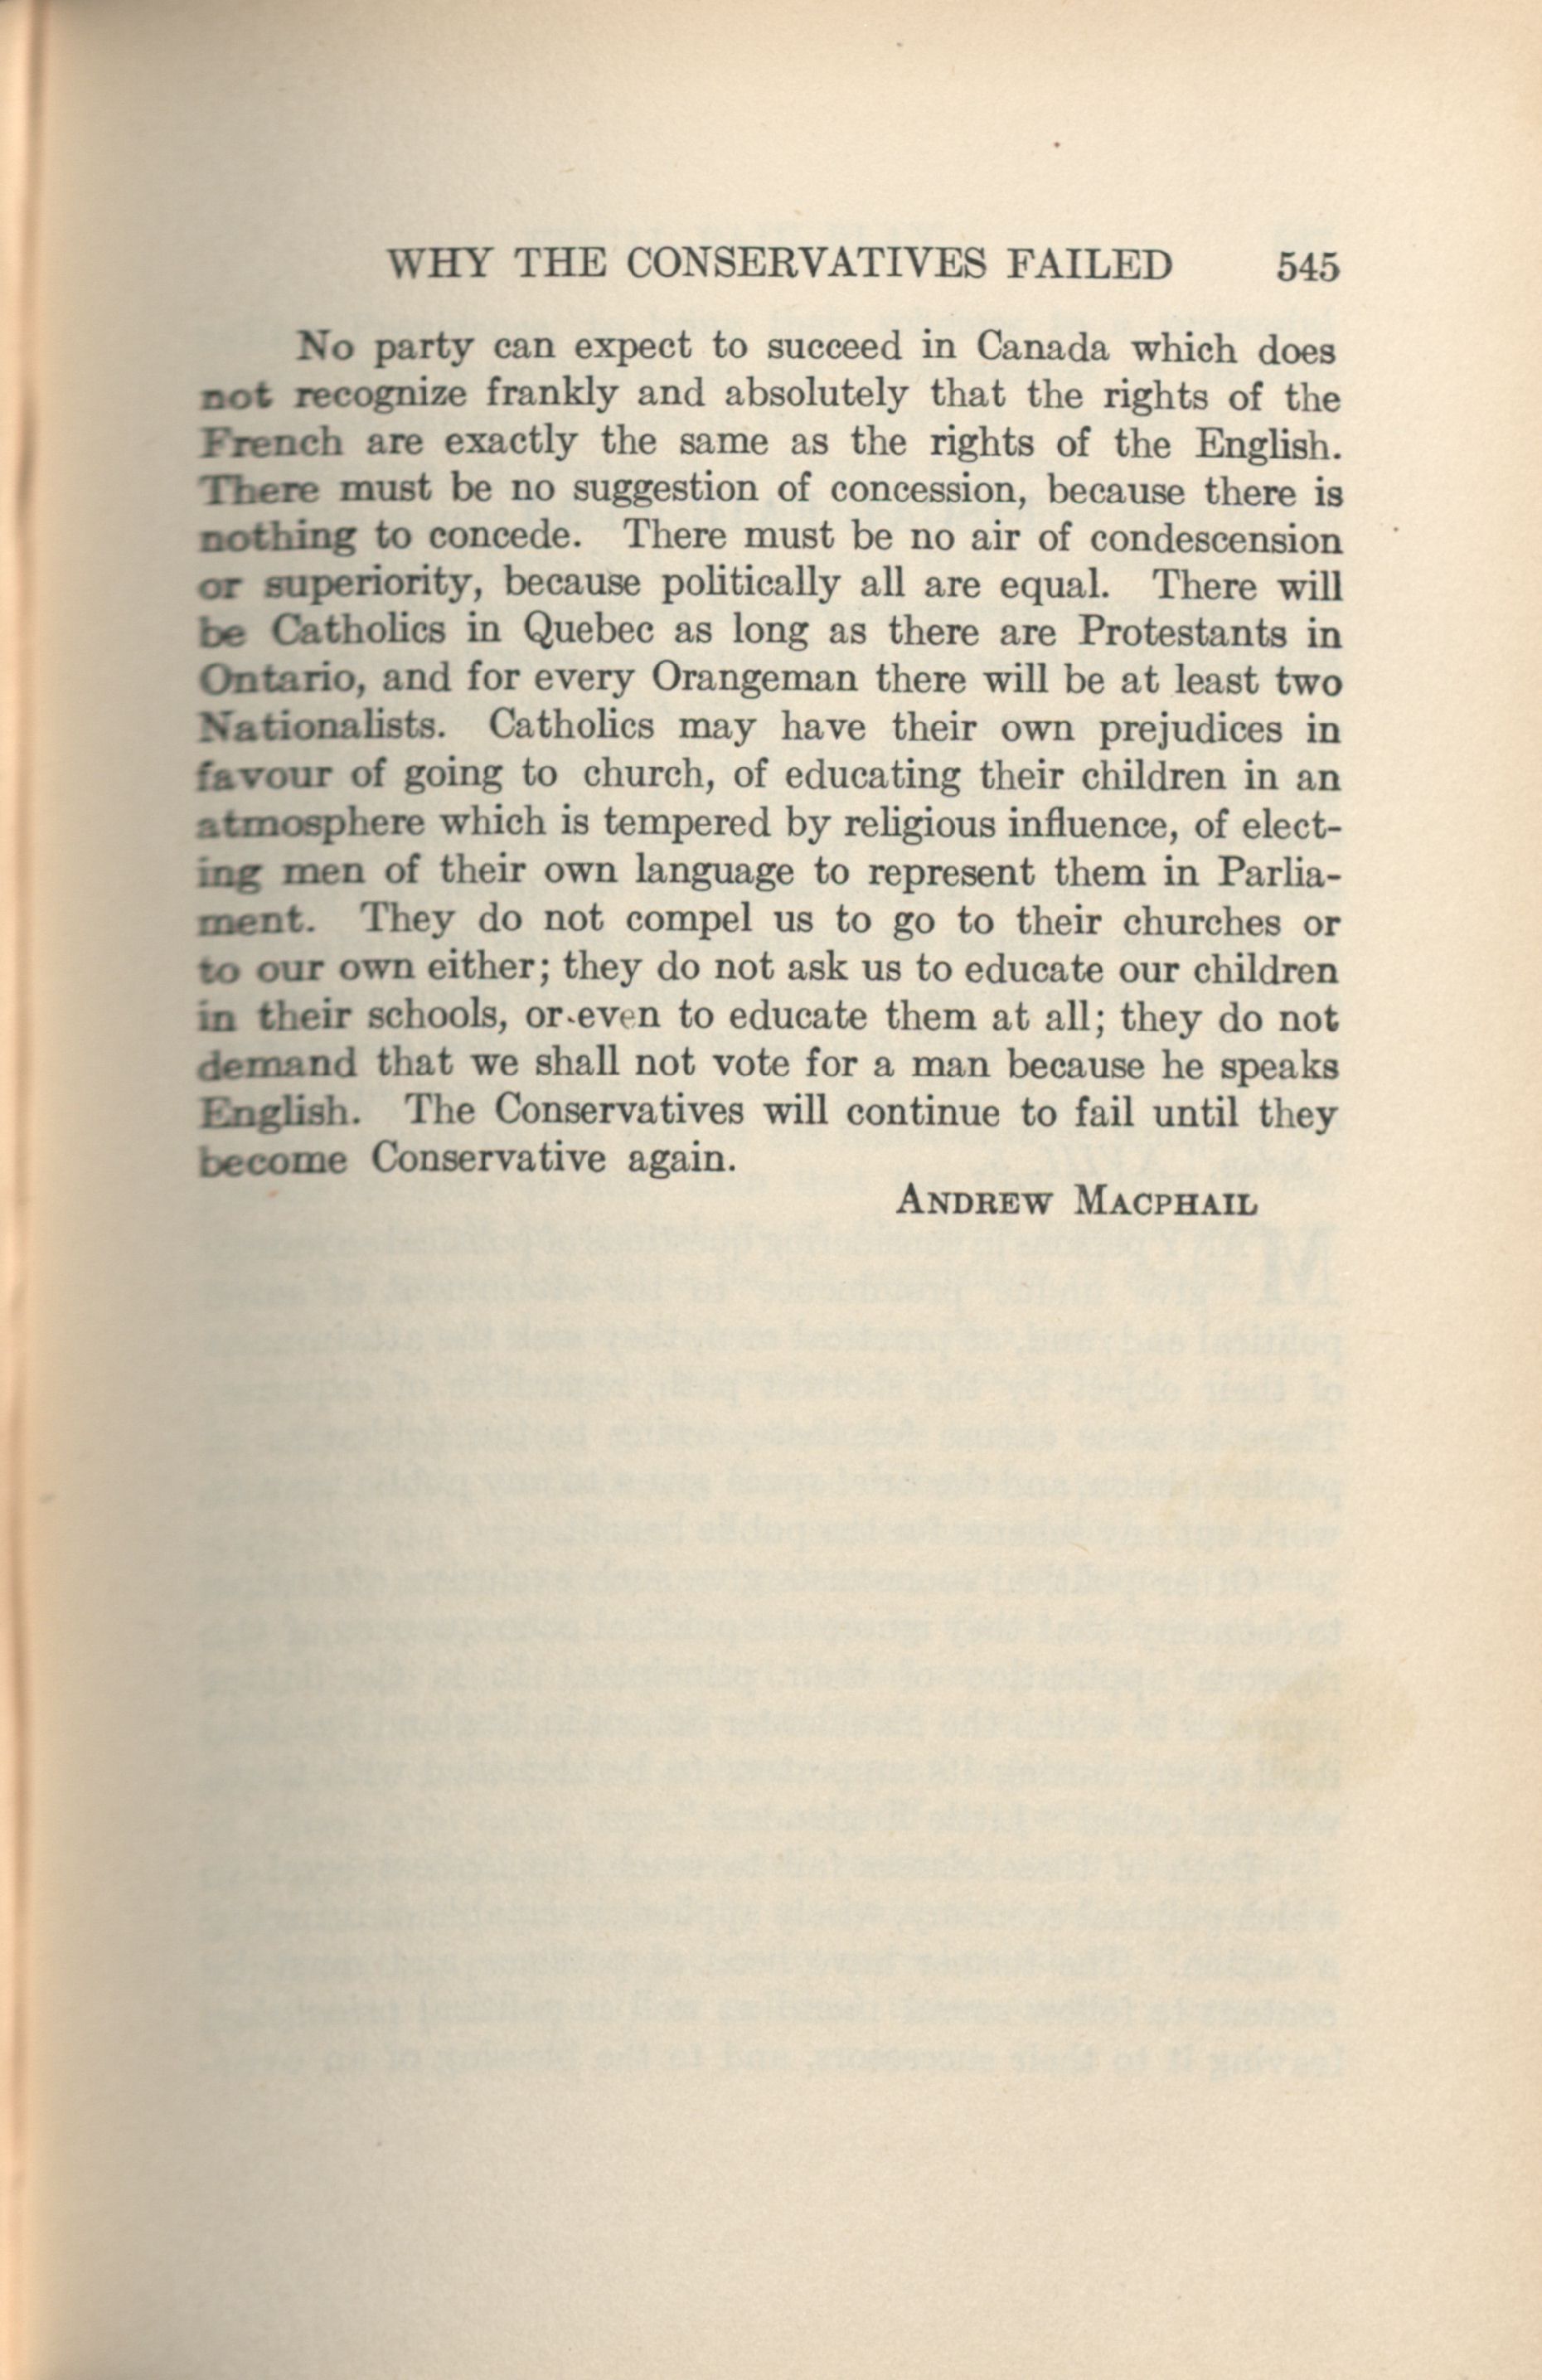 WHY THE CONSERVATIVES FAILED 545
No party can expect to succeed in Canada which does
not recognize frankly and absolutely that the rights of the
French are exactly the same as the rights of the English.
There must be no suggestion of concession, because there is
nothing to concede. There must be no air of condescension
or superiority, because politically all are equal. There will
be Catholics in Quebec as long as there are Protestants in
Ontario, and for every Orangeman there will be at least two
Nationalists. Catholics may have their own prejudices in
favour of going to church, of educating their children in an
atmosphere which is tempered by religious influence, of elect-
ing men of their own language to represent them in Parlia-
ment. They do not compel us to go to their churches or
to our own either; they do not ask us to educate our children
in their schools, or even to educate them at all; they do not
demand that we shall not vote for a man because he speaks
English. The Conservatives will continue to fail until they
become Conservative again.
ANDREW MACPHAIL